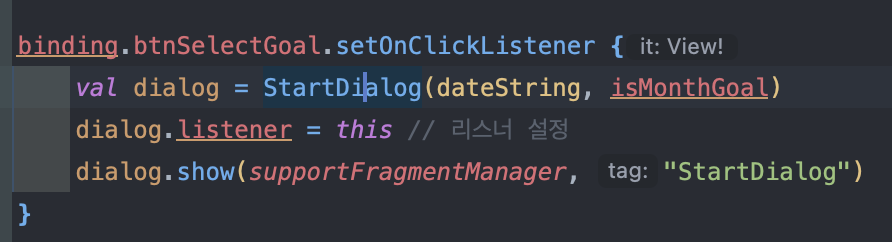 binding.btnSelectGoal.setOnClickListener { it: View!
val dialog = StartDialog(dateString, isMonthGoal)
dialog.listener = this // 리스너 설정
dialog.show(supportFragmentManager, tag: "StartDialog")
}